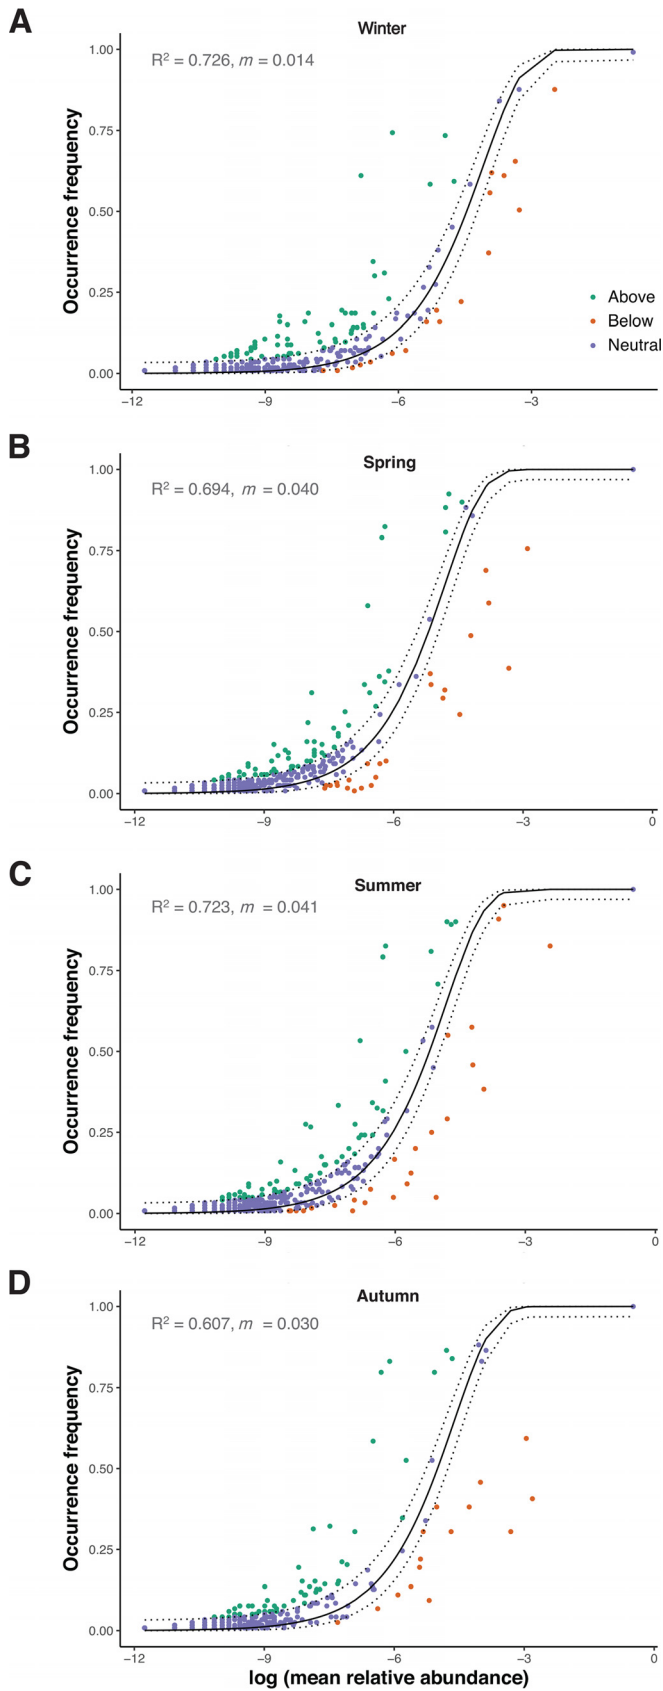 A
Winter
R² = 0.726, m = 0.014
Occurrence frequency
1.00
0.75
0.50
0.25
0.00
−12
−9
−6
−3
Above
Below
Neutral
B
Spring
R² = 0.694, m = 0.040
Occurrence frequency
1.00
0.75
0.50
0.25
0.00
−12
−9
−6
−3
0
C
Summer
R² = 0.723, m = 0.041
Occurrence frequency
1.00
0.75
0.50
0.25
0.00
−12
−9
−6
−3
0
D
Autumn
R² = 0.607, m = 0.030
Occurrence frequency
1.00
0.75
0.50
0.25
0.00
−12
−9
−6
−3
0
log (mean relative abundance)